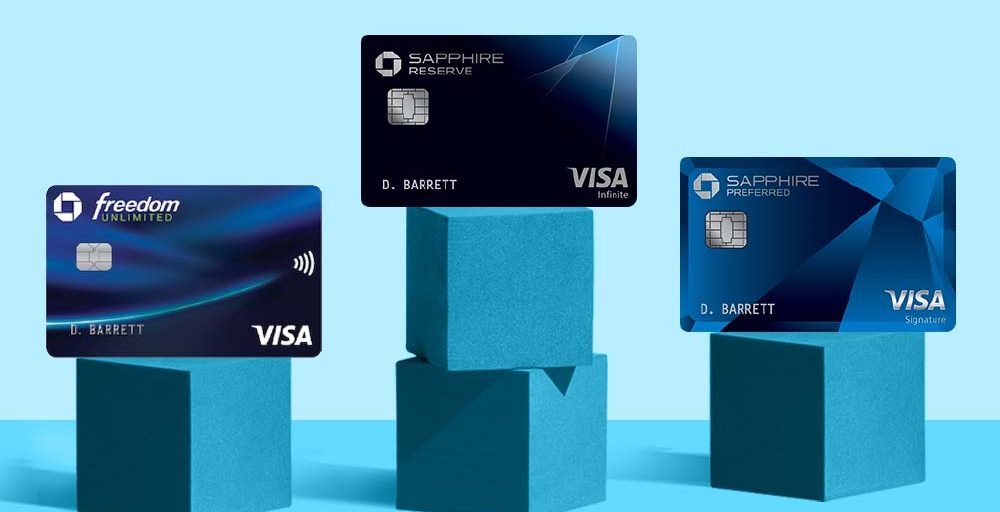 SAPPHIRE
RESERVE
D. BARRETT
VISA
Infinite
freedom
UNLIMITED
D. BARRETT
VISA
SAPPHIRE
PREFERRED
D. BARRETT
VISA
Signature